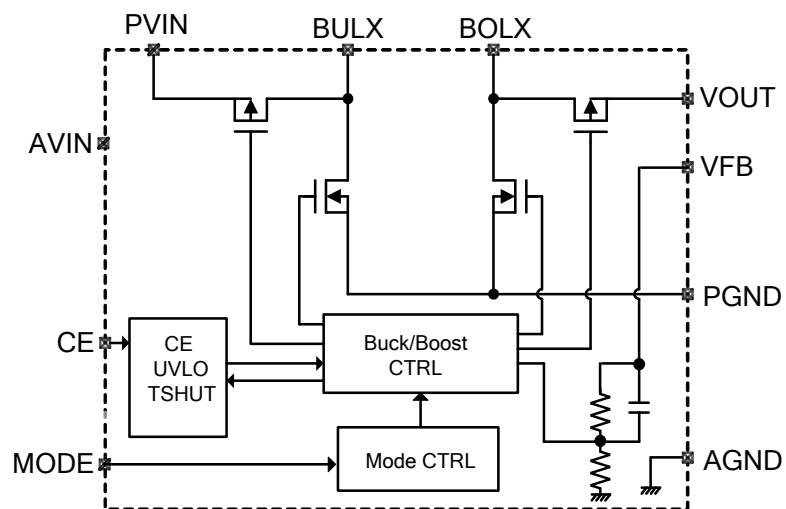 PVIN
BULX
BOLX
VOUT
AVIN
VFB
PGND
CE
CE
UVLO
TSHUT
Buck/Boost
CTRL
MODE
Mode CTRL
AGND